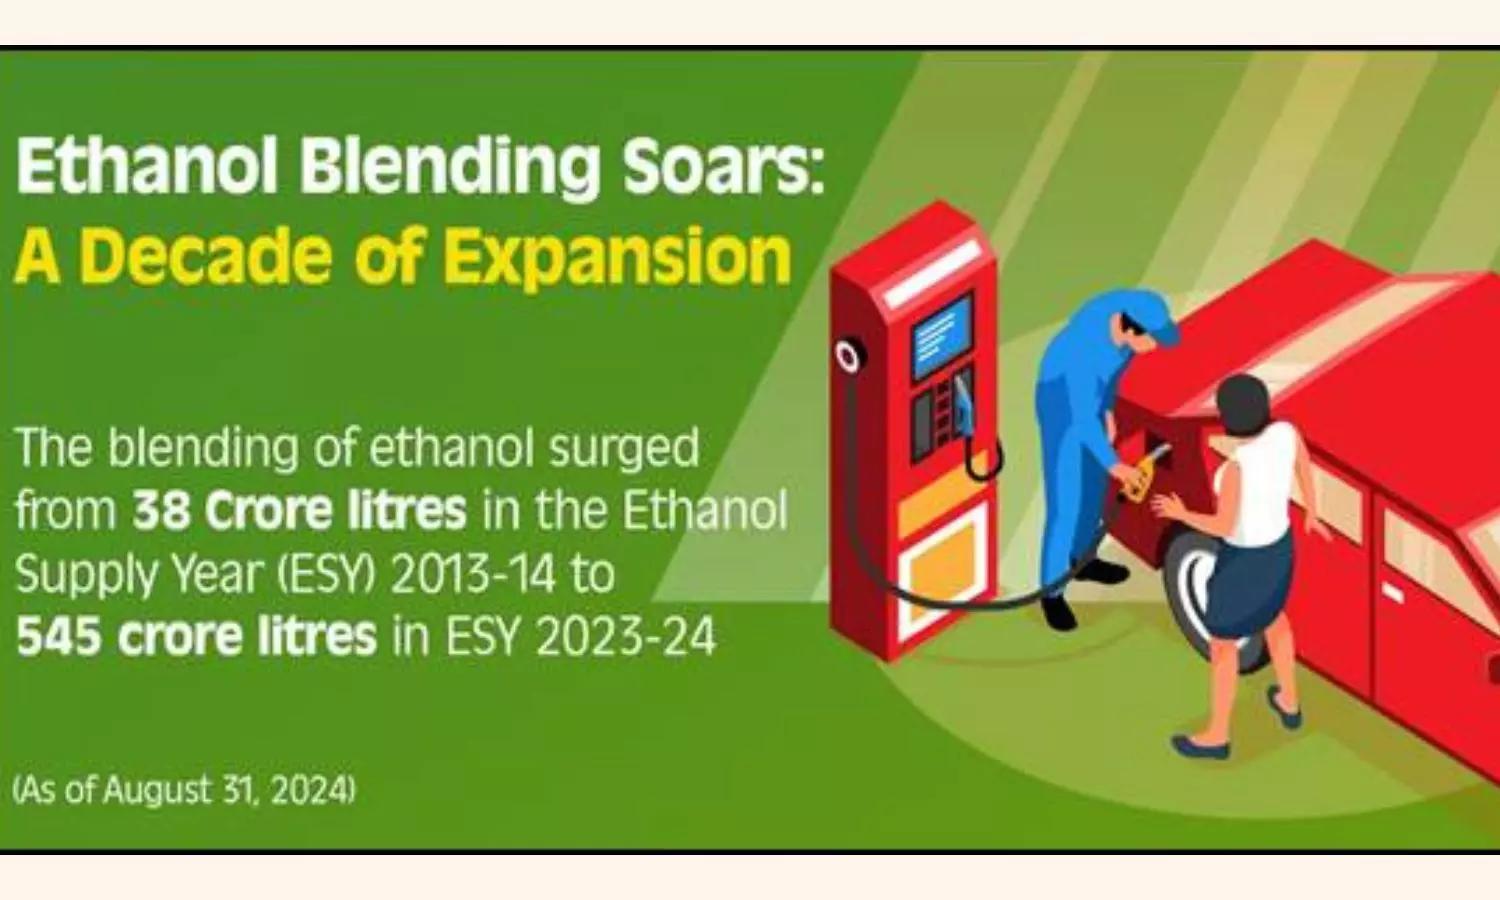 Ethanol Blending Soars:
A Decade of Expansion
The blending of ethanol surged
from 38 Crore litres in the Ethanol
Supply Year (ESY) 2013-14 to
545 crore litres in ESY 2023-24
(As of August 31, 2024)